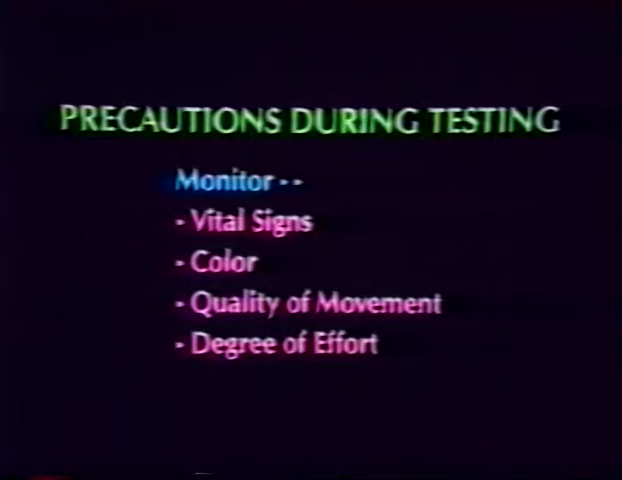 PRECAUTIONS DURING TESTING
Monitor--
- Vital Signs
- Color
- Quality of Movement
- Degree of Effort